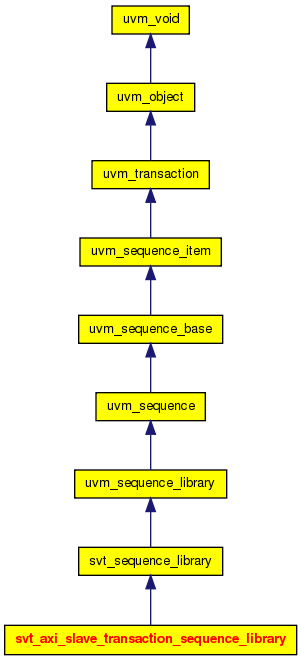 uvm_void
uvm_object
uvm_transaction
uvm_sequence_item
uvm_sequence_base
uvm_sequence
uvm_sequence_library
svt_sequence_library
svt_axi_slave_transaction_sequence_library